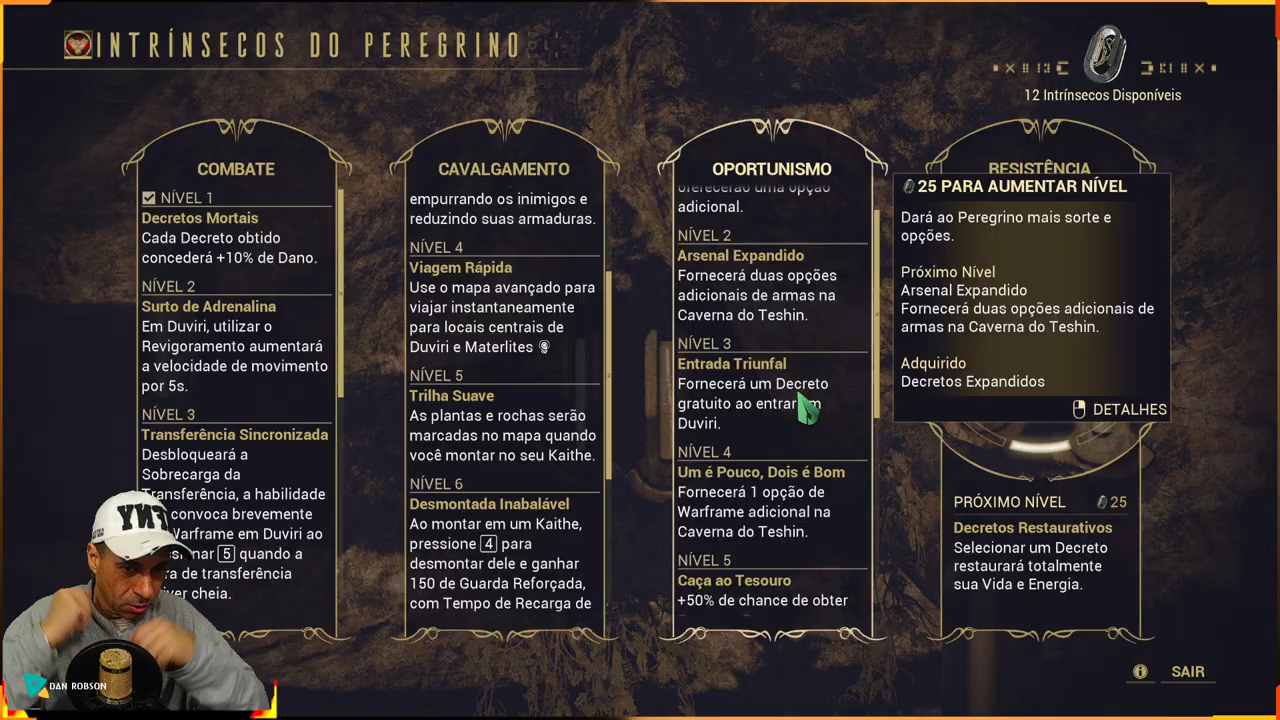 INTRÍNSECOS DO PEREGRINO
12 Intrínsecos Disponíveis
COMBATE
NÍVEL 1
Decretos Mortais
Cada Decreto obtido
concederá +10% de Dano.
NÍVEL 2
Surto de Adrenalina
Em Duviri, utilizar o
Revigoramento aumentará
a velocidade de movimento
por 5s.
NÍVEL 3
Transferência Sincronizada
Desbloqueará a
Sobrecarga da
Transferência, a habilidade
convoca brevemente
Warframe em Duviri ao
5 quando a
de transferência
cheia.
CAVALGAMENTO
empurrando os inimigos e
reduzindo suas armaduras.
NÍVEL 4
Viagem Rápida
Use o mapa avançado para
viajar instantaneamente
para locais centrais de
Duviri e Materlites
NÍVEL 5
Trilha Suave
As plantas e rochas serão
marcadas no mapa quando
você montar no seu Kaithe.
NÍVEL 6
Desmontada Inabalável
Ao montar em um Kaithe,
pressione 4 para
desmontar dele e ganhar
150 de Guarda Reforçada,
com Tempo de Recarga de
OPORTUNISMO
oferecerão uma opção
adicional.
NÍVEL 2
Arsenal Expandido
Fornecerá duas opções
adicionais de armas na
Caverna do Teshin.
NÍVEL 3
Entrada Triunfal
Fornecerá um Decreto
gratuito ao entrar em
Duviri.
NÍVEL 4
Um é Pouco, Dois é Bom
Fornecerá 1 opção de
Warframe adicional na
Caverna do Teshin.
NÍVEL 5
Caça ao Tesouro
+50% de chance de obter
RESISTÊNCIA
25 PARA AUMENTAR NÍVEL
Dará ao Peregrino mais sorte e
opções.
Próximo Nível
Arsenal Expandido
Fornecerá duas opções adicionais de
armas na Caverna do Teshin.
Adquirido
Decretos Expandidos
DETALHES
PRÓXIMO NÍVEL 25
Decretos Restaurativos
Selecionar um Decreto
restaurará totalmente
sua Vida e Energia.
SAIR
DAN ROBSON